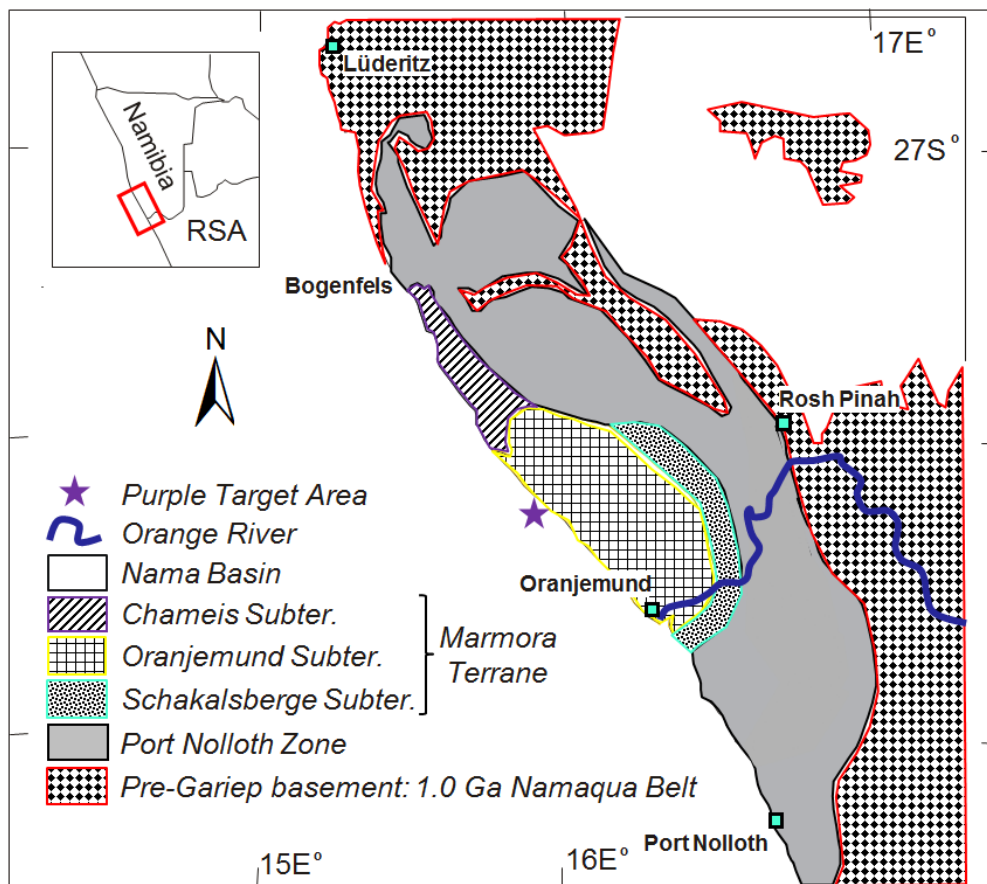 17E°
Lüderitz
Namibia
27S°
RSA
Bogenfels
N
Rosh Pinah
Purple Target Area
Orange River
Nama Basin
Oranjemund
Chameis Subter.
Oranjemund Subter.
Marmora
Terrane
Schakalsberge Subter.
Port Nolloth Zone
Pre-Gariep basement: 1.0 Ga Namaqua Belt
Port Nolloth
15E°
16E°